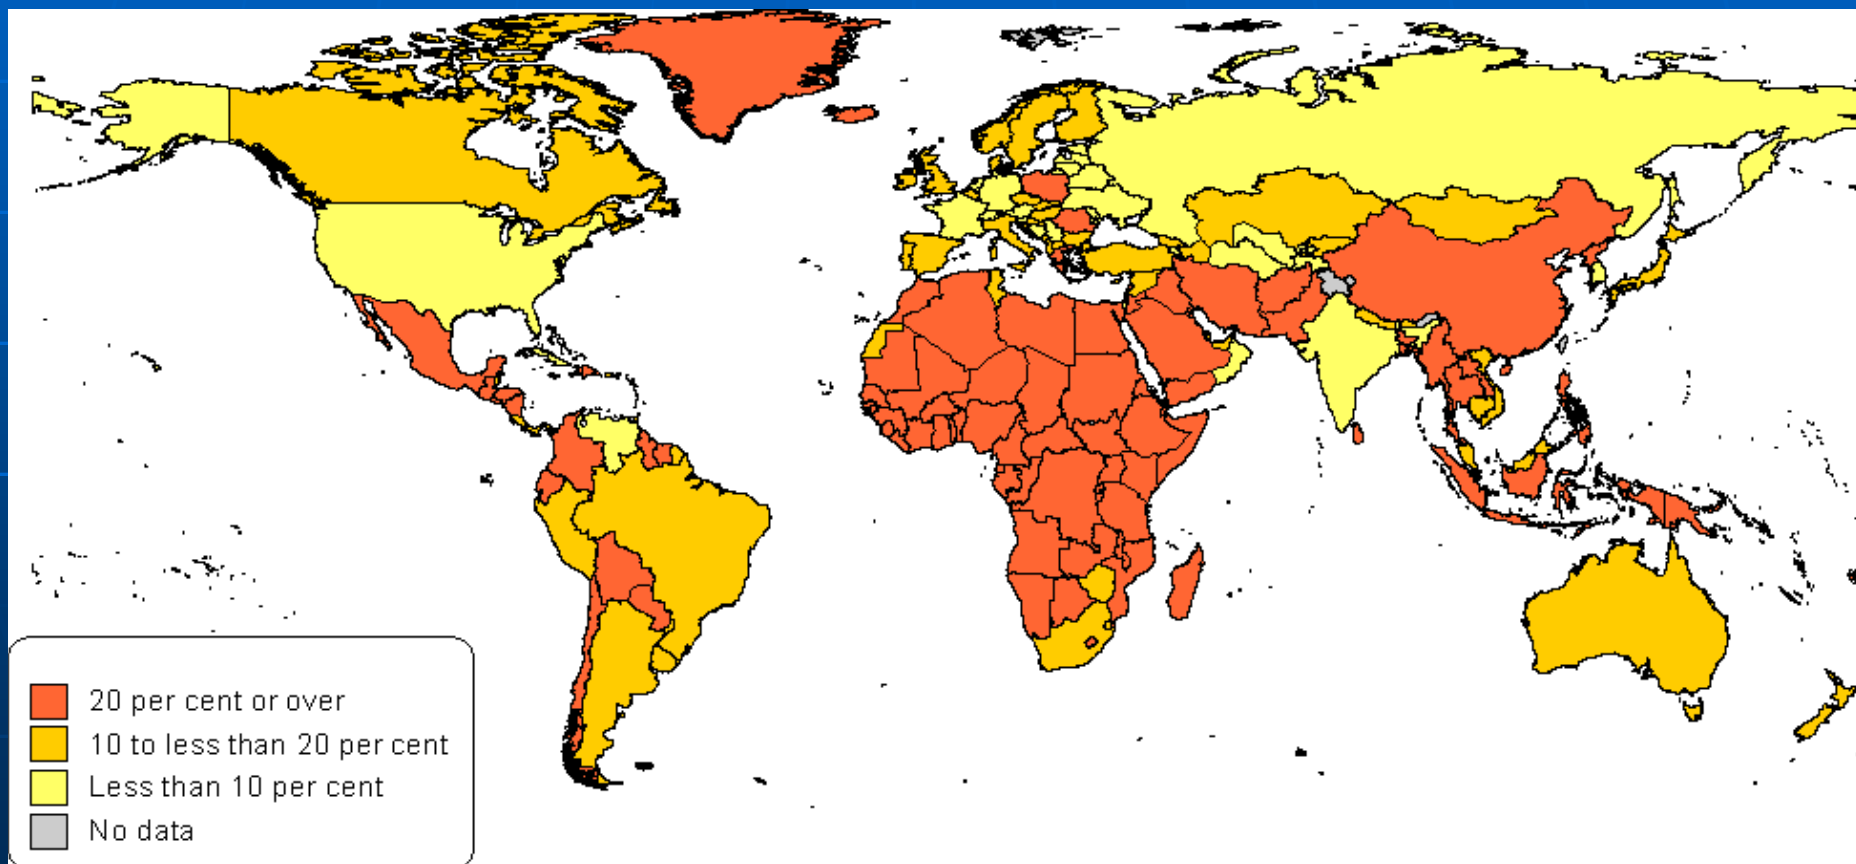 20 per cent or over
10 to less than 20 per cent
Less than 10 per cent
No data